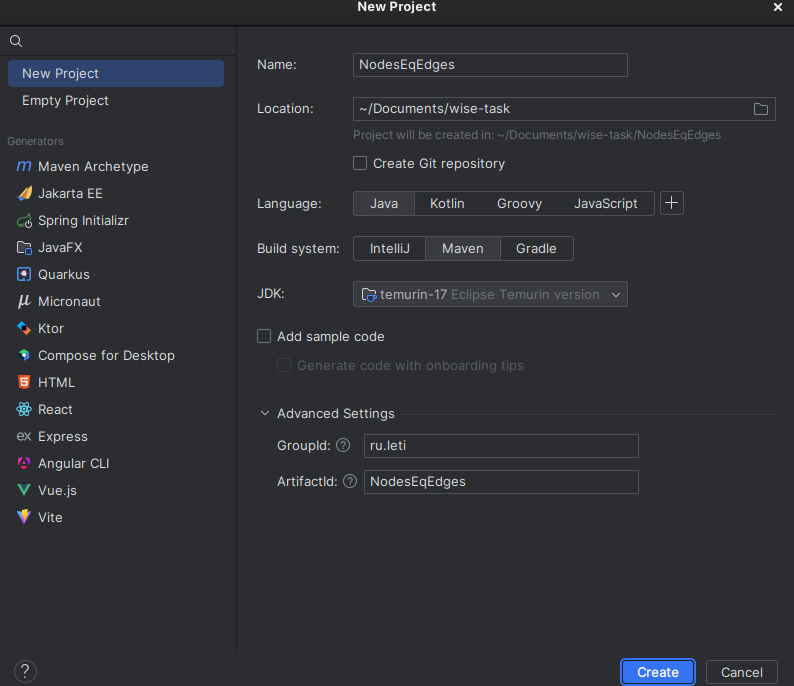 New Project
New Project
Empty Project
Generators
Maven Archetype
Jakarta EE
Spring Initializr
JavaFX
Quarkus
Micronaut
Ktor
Compose for Desktop
HTML
React
Express
Angular CLI
Vue.js
Vite
Name: NodesEqEdges
Location: ~/Documents/wise-task
Project will be created in: ~/Documents/wise-task/NodesEqEdges
Create Git repository
Language: Java Kotlin Groovy JavaScript
Build system: IntelliJ Maven Gradle
JDK: temurin-17 Eclipse Temurin version
Add sample code
Generate code with onboarding tips
Advanced Settings
GroupId: ru.leti
ArtifactId: NodesEqEdges
Create Cancel